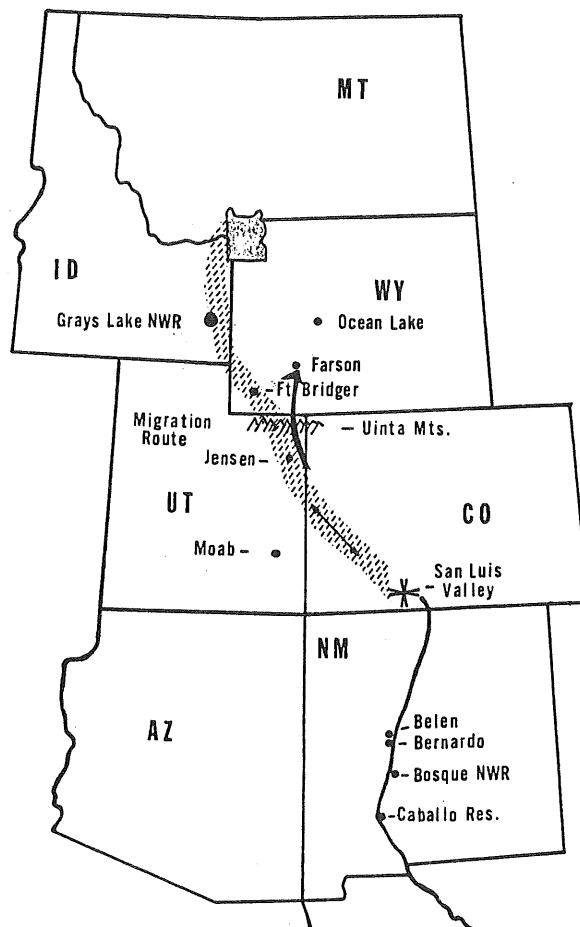 MT
ID
WY
Grays Lake NWR
Ocean Lake
Farson
Ft Bridger
Migration
Route
Uinta Mts.
Jensen
UT
CO
Moab
San Luis
Valley
NM
AZ
Belen
Bernardo
Bosque NWR
Caballo Res.